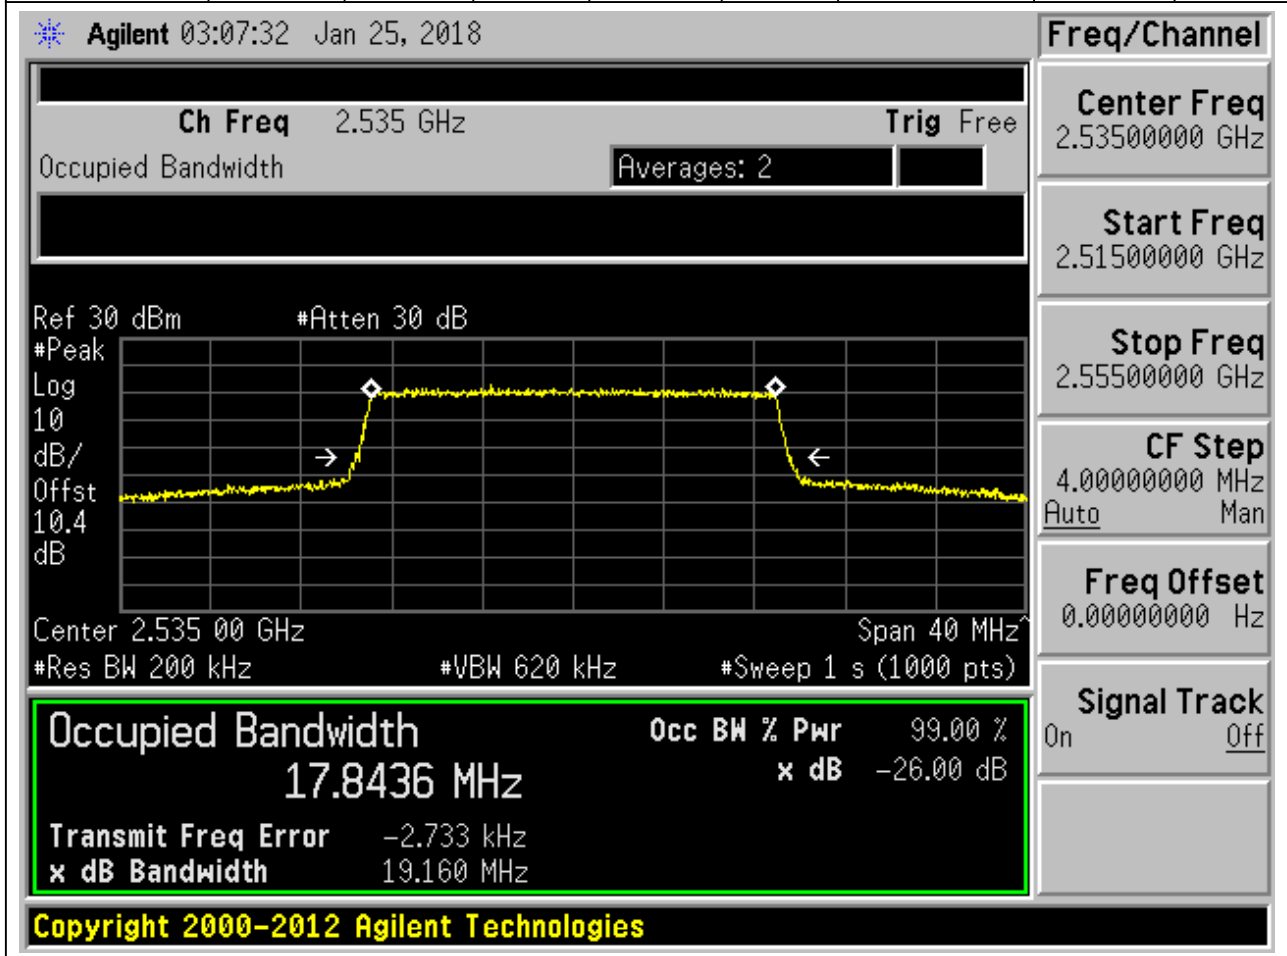 Agilent 03:07:32 Jan 25, 2018
Freq/Channel
Ch Freq 2.535 GHz Trig Free
Occupied Bandwidth Averages: 2
Ref 30 dBm #Atten 30 dB
#Peak
Log
10
dB/
Offst
10.4
dB
Center 2.535 00 GHz Span 40 MHz^
#Res BW 200 kHz #VBW 620 kHz #Sweep 1 s (1000 pts)
Occupied Bandwidth Occ BW % Pwr 99.00 %
17.8436 MHz x dB -26.00 dB
Transmit Freq Error -2.733 kHz
x dB Bandwidth 19.160 MHz
Copyright 2000-2012 Agilent Technologies
Center Freq
2.53500000 GHz
Start Freq
2.51500000 GHz
Stop Freq
2.55500000 GHz
CF Step
4.00000000 MHz
Auto Man
Freq Offset
0.00000000 Hz
Signal Track
On Off